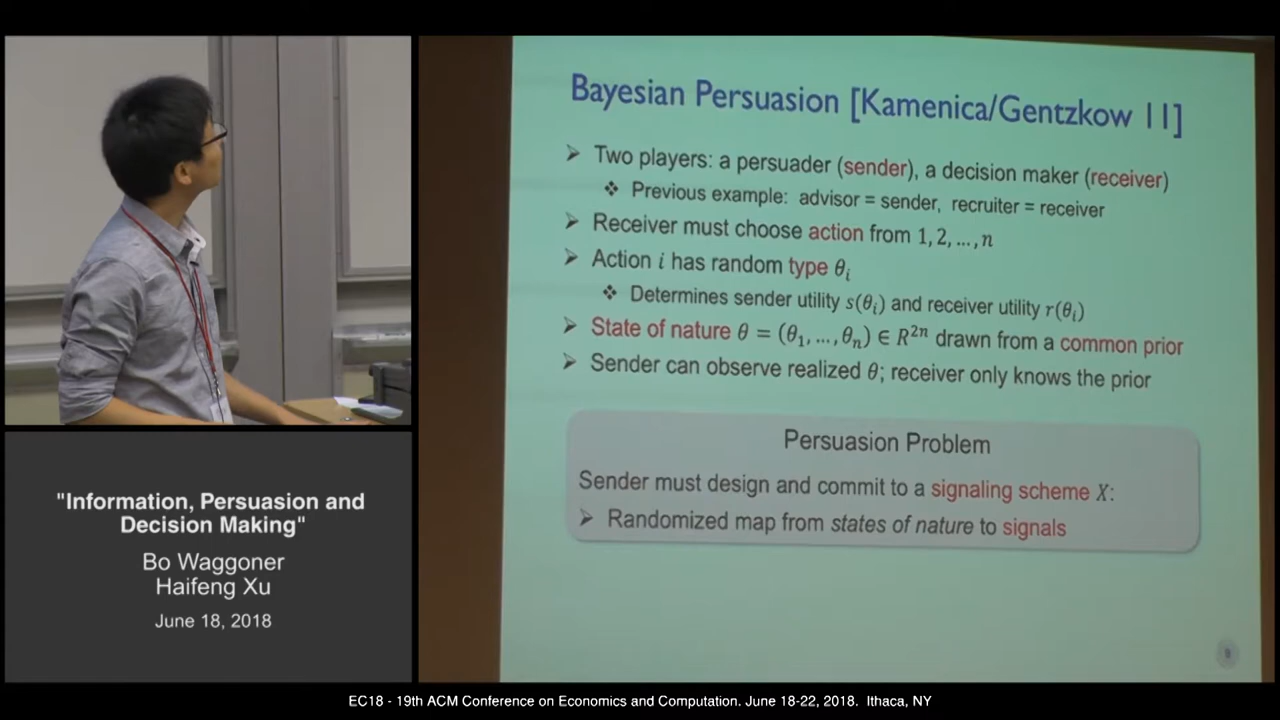 Bayesian Persuasion [Kamenica/Gentzkow 11]
➢ Two players: a persuader (sender), a decision maker (receiver)
❖ Previous example: advisor = sender, recruiter = receiver
➢ Receiver must choose action from 1, 2, ..., n
➢ Action i has random type θᵢ
❖ Determines sender utility s(θᵢ) and receiver utility r(θᵢ)
➢ State of nature θ = (θ₁, ..., θₙ) ∈ R²ⁿ drawn from a common prior
➢ Sender can observe realized θ; receiver only knows the prior
Persuasion Problem
Sender must design and commit to a signaling scheme X:
➢ Randomized map from states of nature to signals
9
"Information, Persuasion and
Decision Making"
Bo Waggoner
Haifeng Xu
June 18, 2018
EC18 - 19th ACM Conference on Economics and Computation. June 18-22, 2018. Ithaca, NY